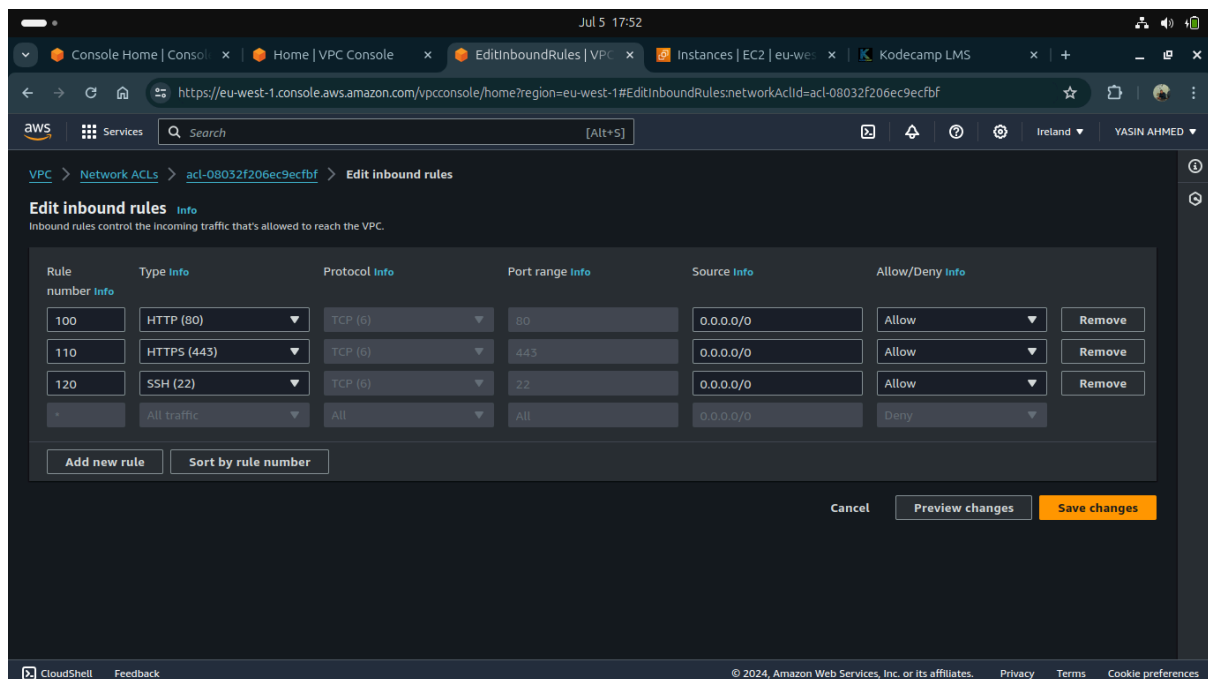 Jul 5 17:52
Console Home | Consol Home | VPC Console EditInboundRules | VPC Instances | EC2 | eu-wes Kodecamp LMS
https://eu-west-1.console.aws.amazon.com/vpcconsole/home?region=eu-west-1#EditInboundRules:networkAclId=acl-08032f206ec9ecfbf
aws Services Search [Alt+S] Ireland YASIN AHMED
VPC > Network ACLs > acl-08032f206ec9ecfbf > Edit inbound rules
Edit inbound rules Info
Inbound rules control the incoming traffic that's allowed to reach the VPC.
Rule Type Info Protocol Info Port range Info Source Info Allow/Deny Info
number Info
100 HTTP (80) TCP (6) 80 0.0.0.0/0 Allow Remove
110 HTTPS (443) TCP (6) 443 0.0.0.0/0 Allow Remove
120 SSH (22) TCP (6) 22 0.0.0.0/0 Allow Remove
* All traffic All All 0.0.0.0/0 Deny
Add new rule Sort by rule number
Cancel Preview changes Save changes
CloudShell Feedback © 2024, Amazon Web Services, Inc. or its affiliates. Privacy Terms Cookie preferences